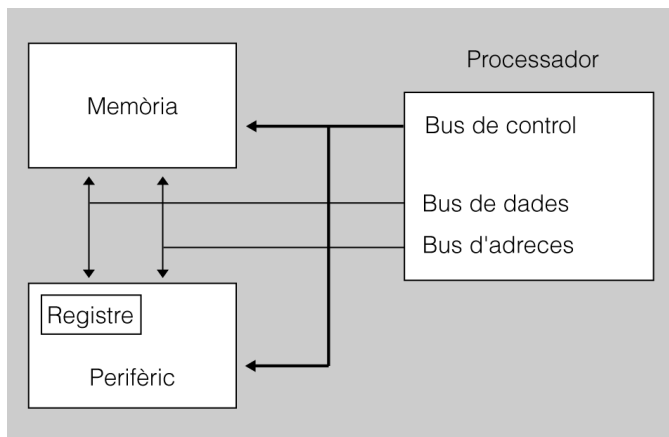 Processador
Memòria
Bus de control
Bus de dades
Bus d'adreces
Registre
Perifèric